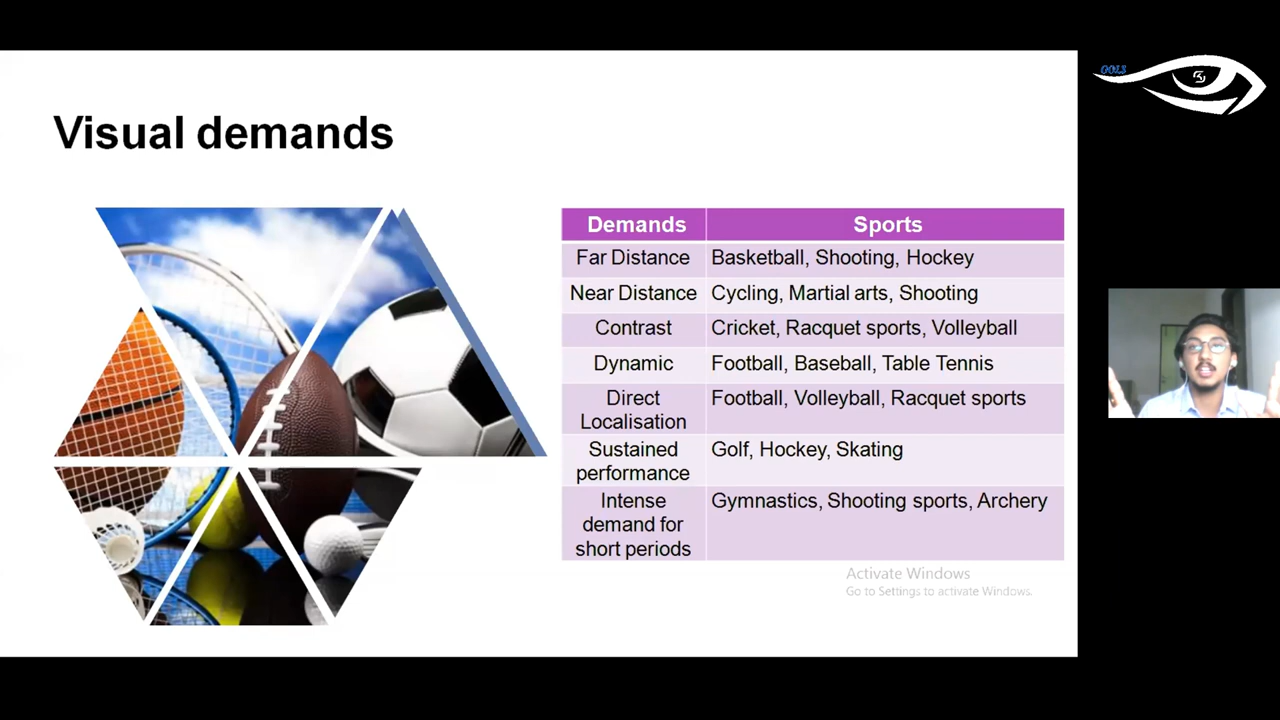 GOLS
Visual demands
Demands Sports
Far Distance Basketball, Shooting, Hockey
Near Distance Cycling, Martial arts, Shooting
Contrast Cricket, Racquet sports, Volleyball
Dynamic Football, Baseball, Table Tennis
Direct Football, Volleyball, Racquet sports
Localisation
Sustained Golf, Hockey, Skating
performance
Intense Gymnastics, Shooting sports, Archery
demand for
short periods
Activate Windows
Go to Settings to activate Windows.